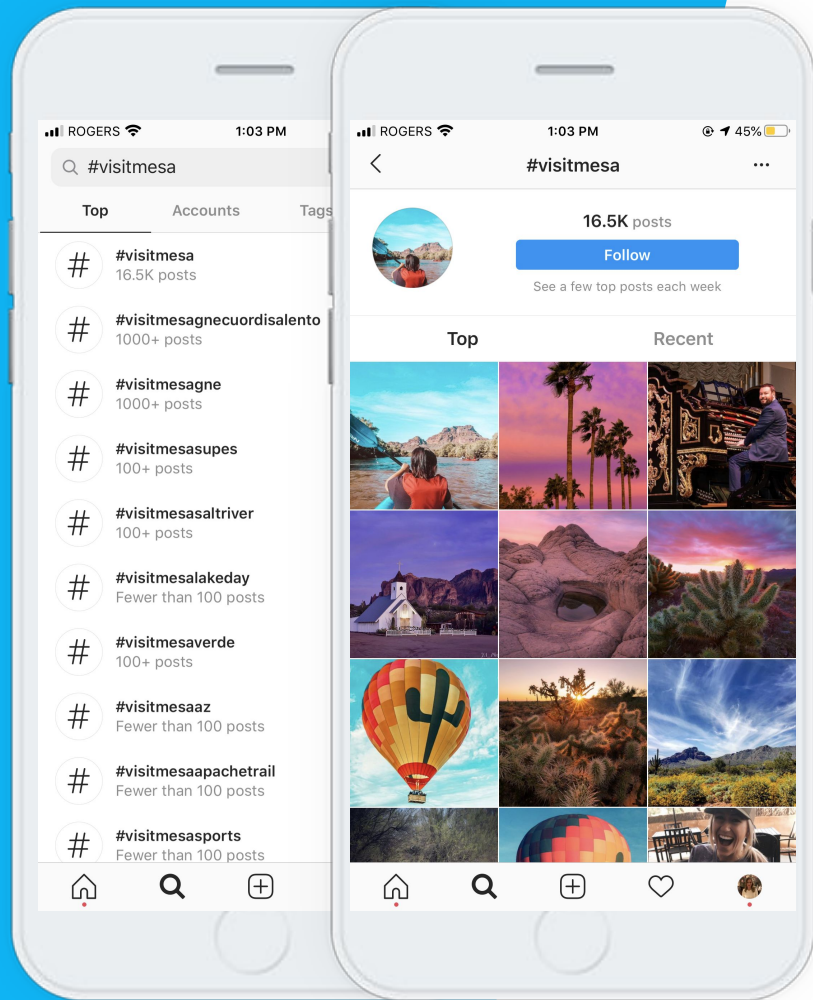 ROGERS 1:03 PM
#visitmesa
Top Accounts Tags
#visitmesa
16.5K posts
#visitmesagnecuordisalento
1000+ posts
#visitmesagne
1000+ posts
#visitmesasupes
100+ posts
#visitmesasaltriver
100+ posts
#visitmesalakeday
Fewer than 100 posts
#visitmesaverde
100+ posts
#visitmesaaz
Fewer than 100 posts
#visitmesaapachetrail
Fewer than 100 posts
#visitmesasports
Fewer than 100 posts
ROGERS 1:03 PM 45%
#visitmesa
16.5K posts
Follow
See a few top posts each week
Top Recent